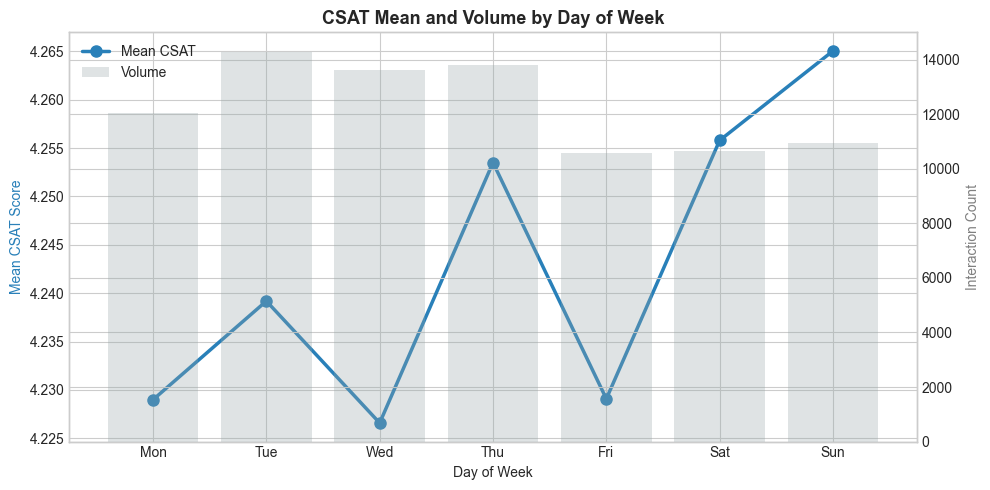 CSAT Mean and Volume by Day of Week
Mean CSAT
Volume
Mean CSAT Score
4.265
4.260
4.255
4.250
4.245
4.240
4.235
4.230
4.225
14000
12000
10000
8000
6000
4000
2000
0
Interaction Count
Mon Tue Wed Thu Fri Sat Sun
Day of Week